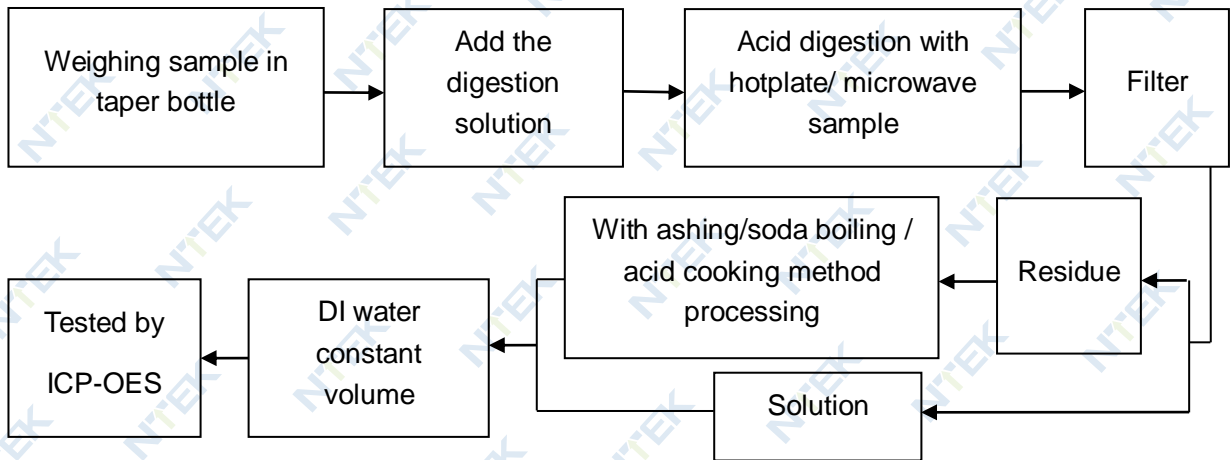 Weighing sample in
taper bottle
Add the
digestion
solution
Acid digestion with
hotplate/ microwave
sample
Filter
With ashing/soda boiling /
acid cooking method
processing
Residue
Solution
DI water
constant
volume
Tested by
ICP-OES
NTEK